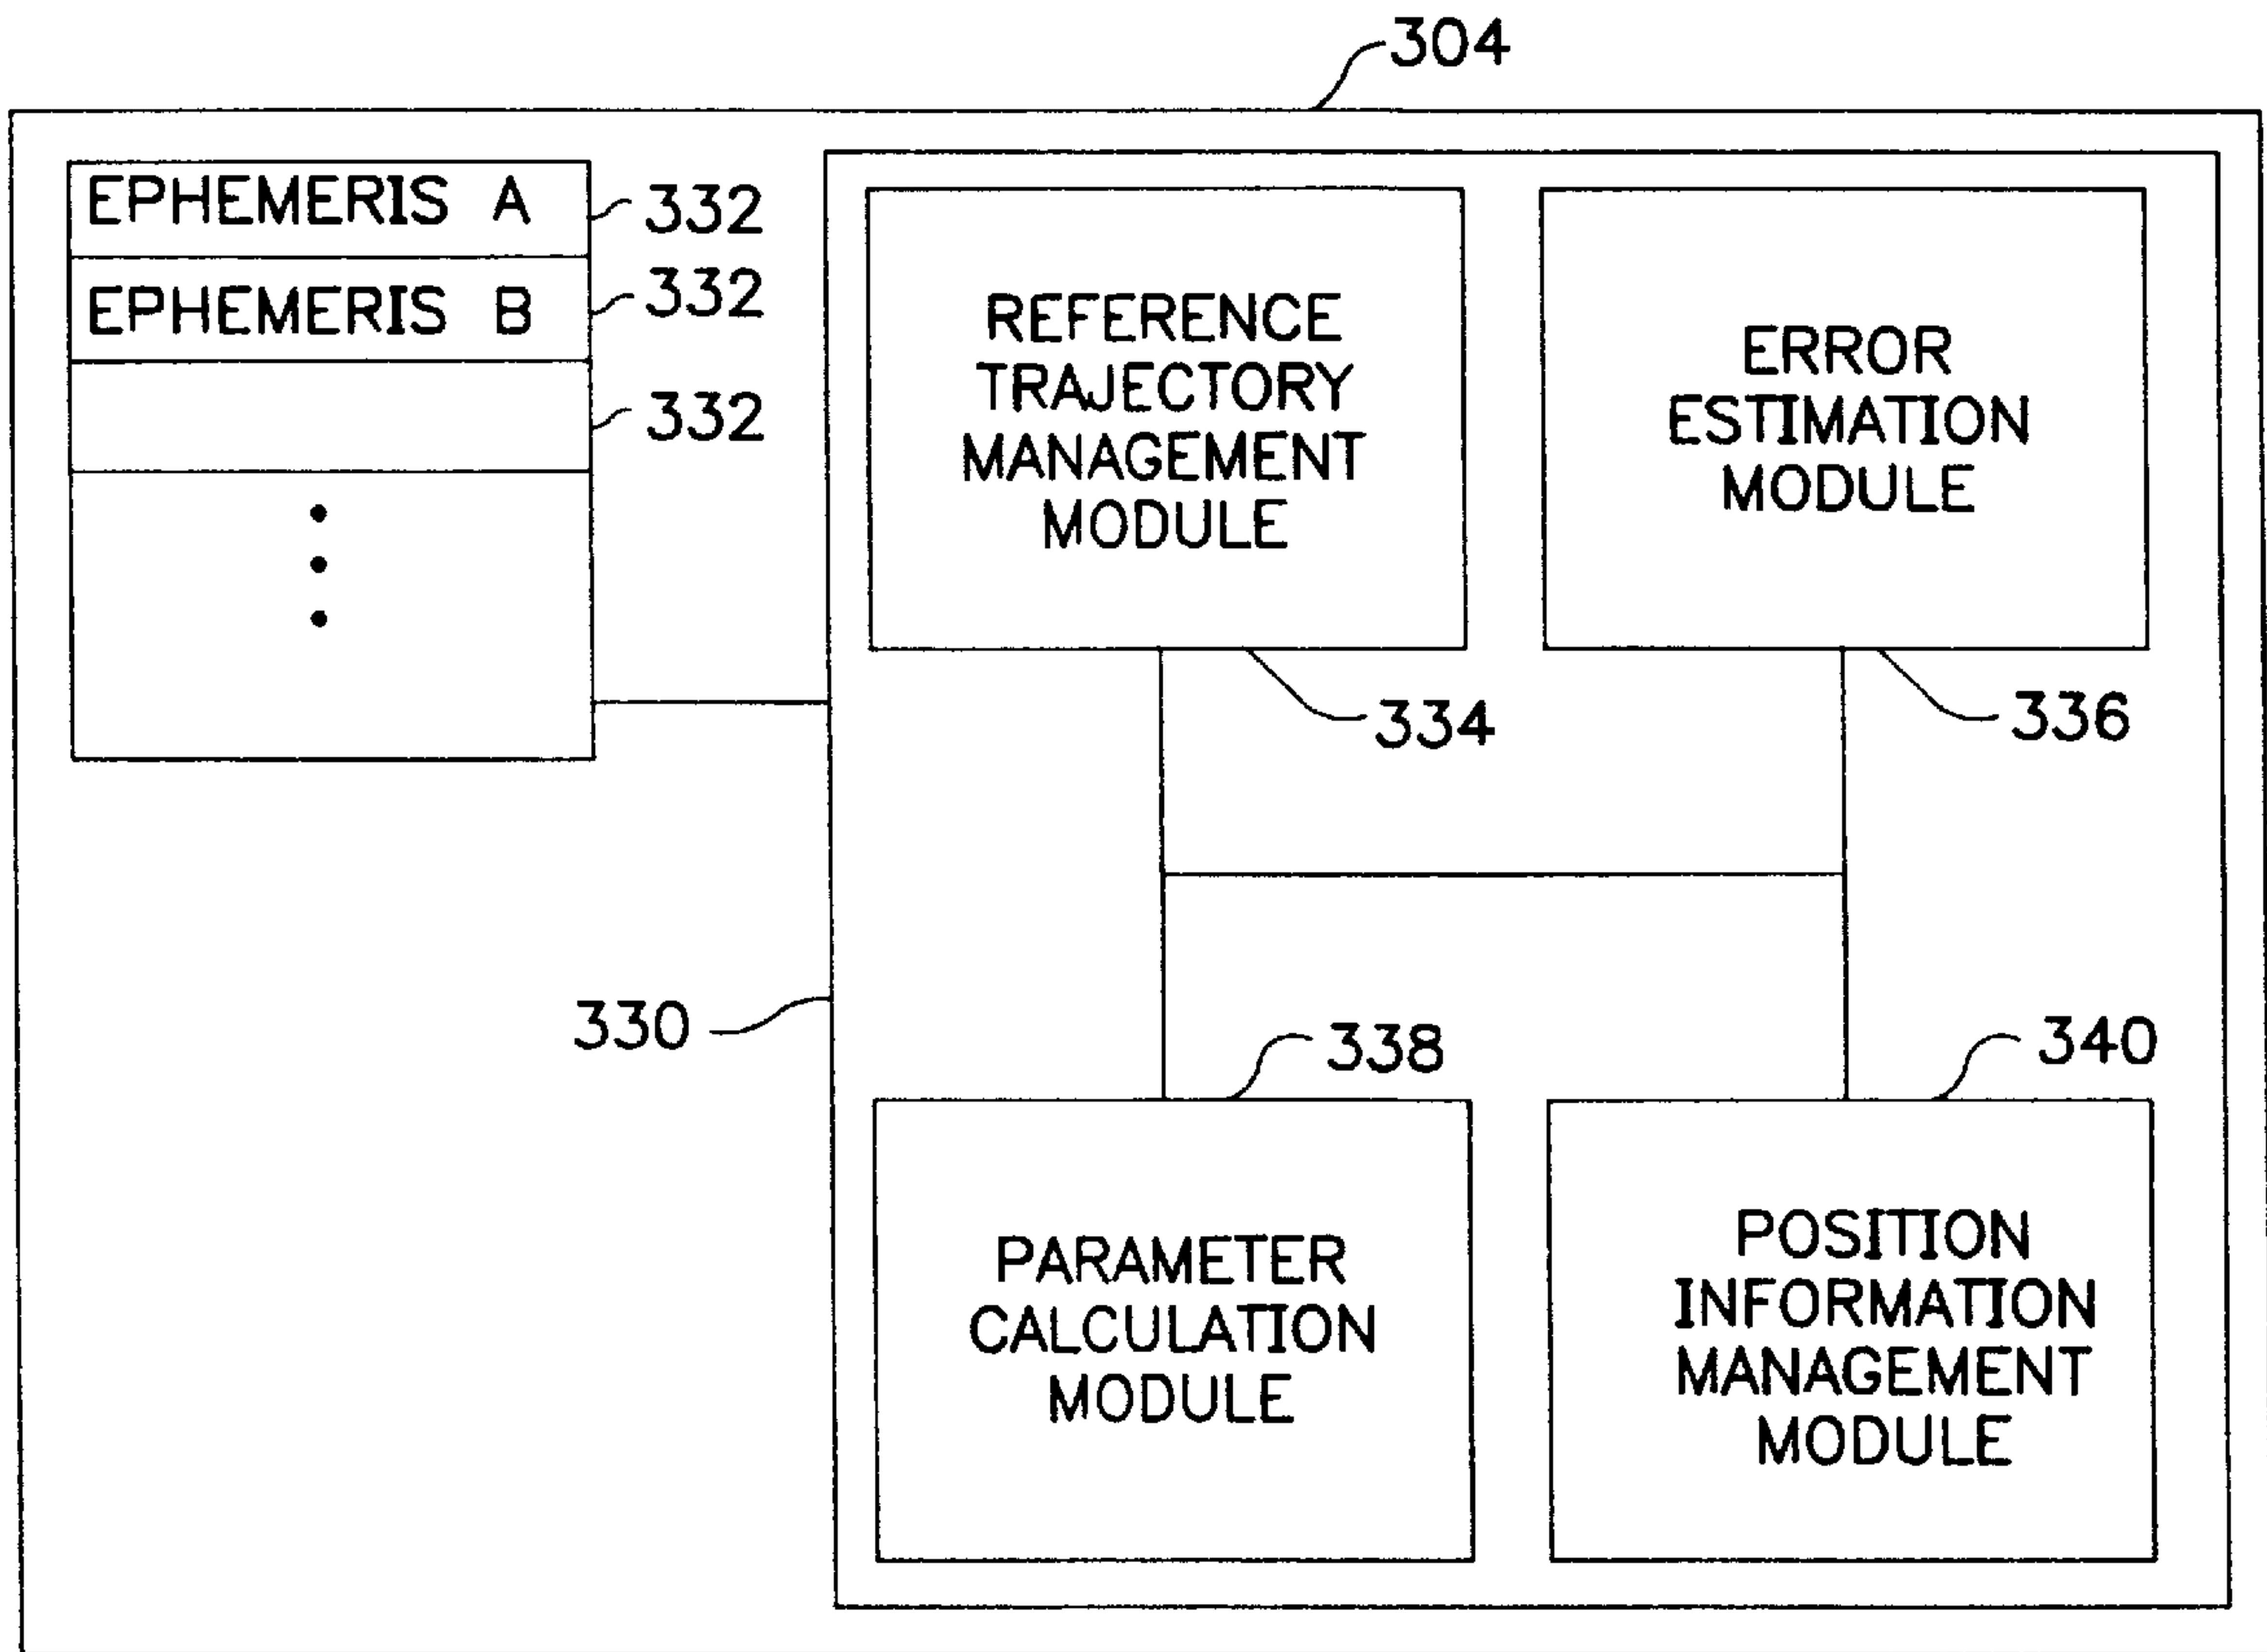 304
EPHEMERIS A
332
EPHEMERIS B
332
332
REFERENCE
TRAJECTORY
MANAGEMENT
MODULE
334
ERROR
ESTIMATION
MODULE
336
330
338
PARAMETER
CALCULATION
MODULE
340
POSITION
INFORMATION
MANAGEMENT
MODULE